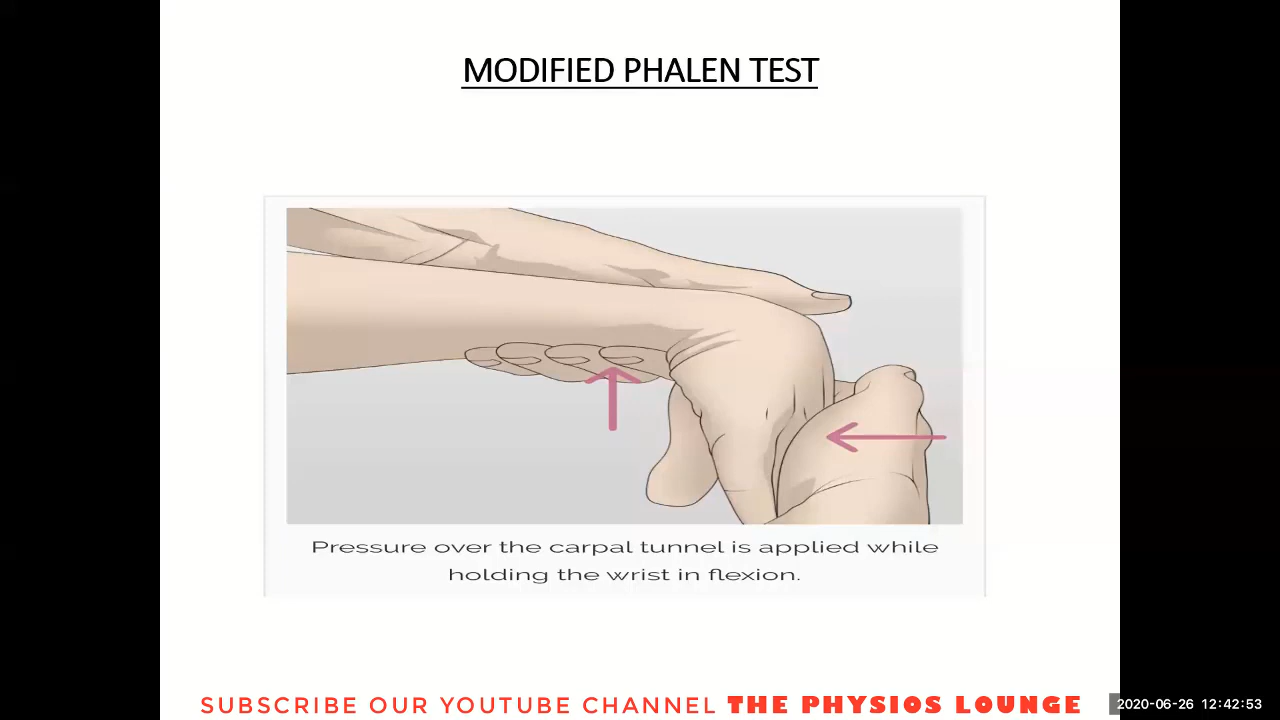 MODIFIED PHALEN TEST
Pressure over the carpal tunnel is applied while
holding the wrist in flexion.
SUBSCRIBE OUR YOUTUBE CHANNEL THE PHYSIOS LOUNGE
2020-06-26 12:42:53